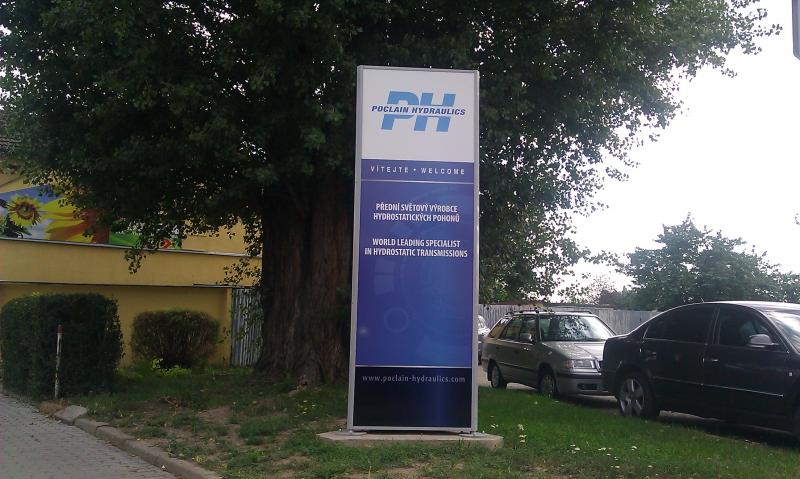 PH
POCLAIN HYDRAULICS
VÍTEJTE • WELCOME
PŘEDNÍ SVĚTOVÝ VÝROBCE
HYDROSTATICKÝCH POHONŮ
WORLD LEADING SPECIALIST
IN HYDROSTATIC TRANSMISSIONS
www.poclain-hydraulics.com